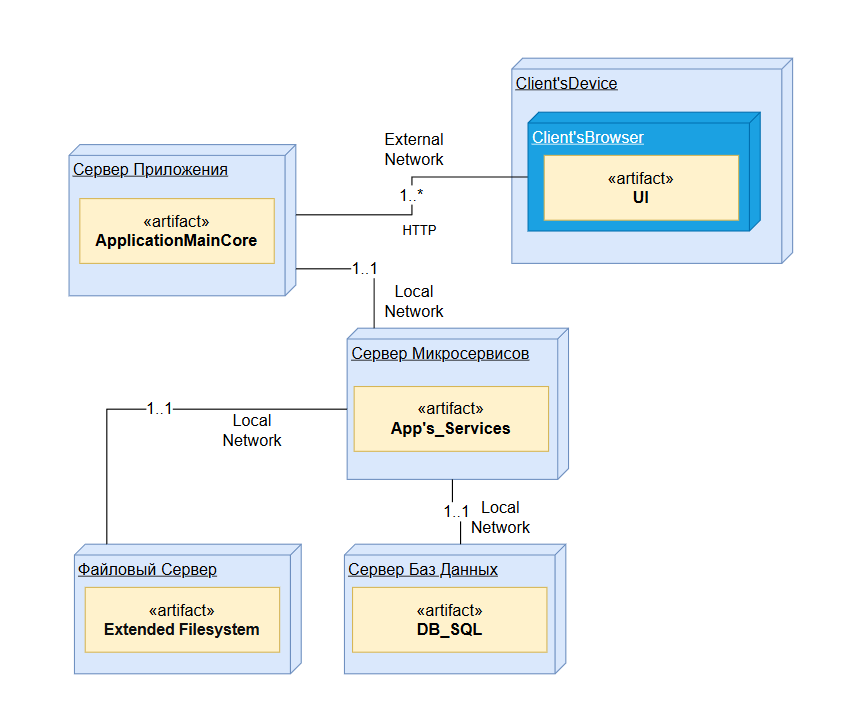 Client'sDevice
Client'sBrowser
«artifact»
UI
External
Network
1..*
HTTP
Сервер Приложения
«artifact»
ApplicationMainCore
1..1
Local
Network
Сервер Микросервисов
«artifact»
App's_Services
1..1
Local
Network
1..1
Local
Network
Файловый Сервер
«artifact»
Extended Filesystem
Сервер Баз Данных
«artifact»
DB_SQL